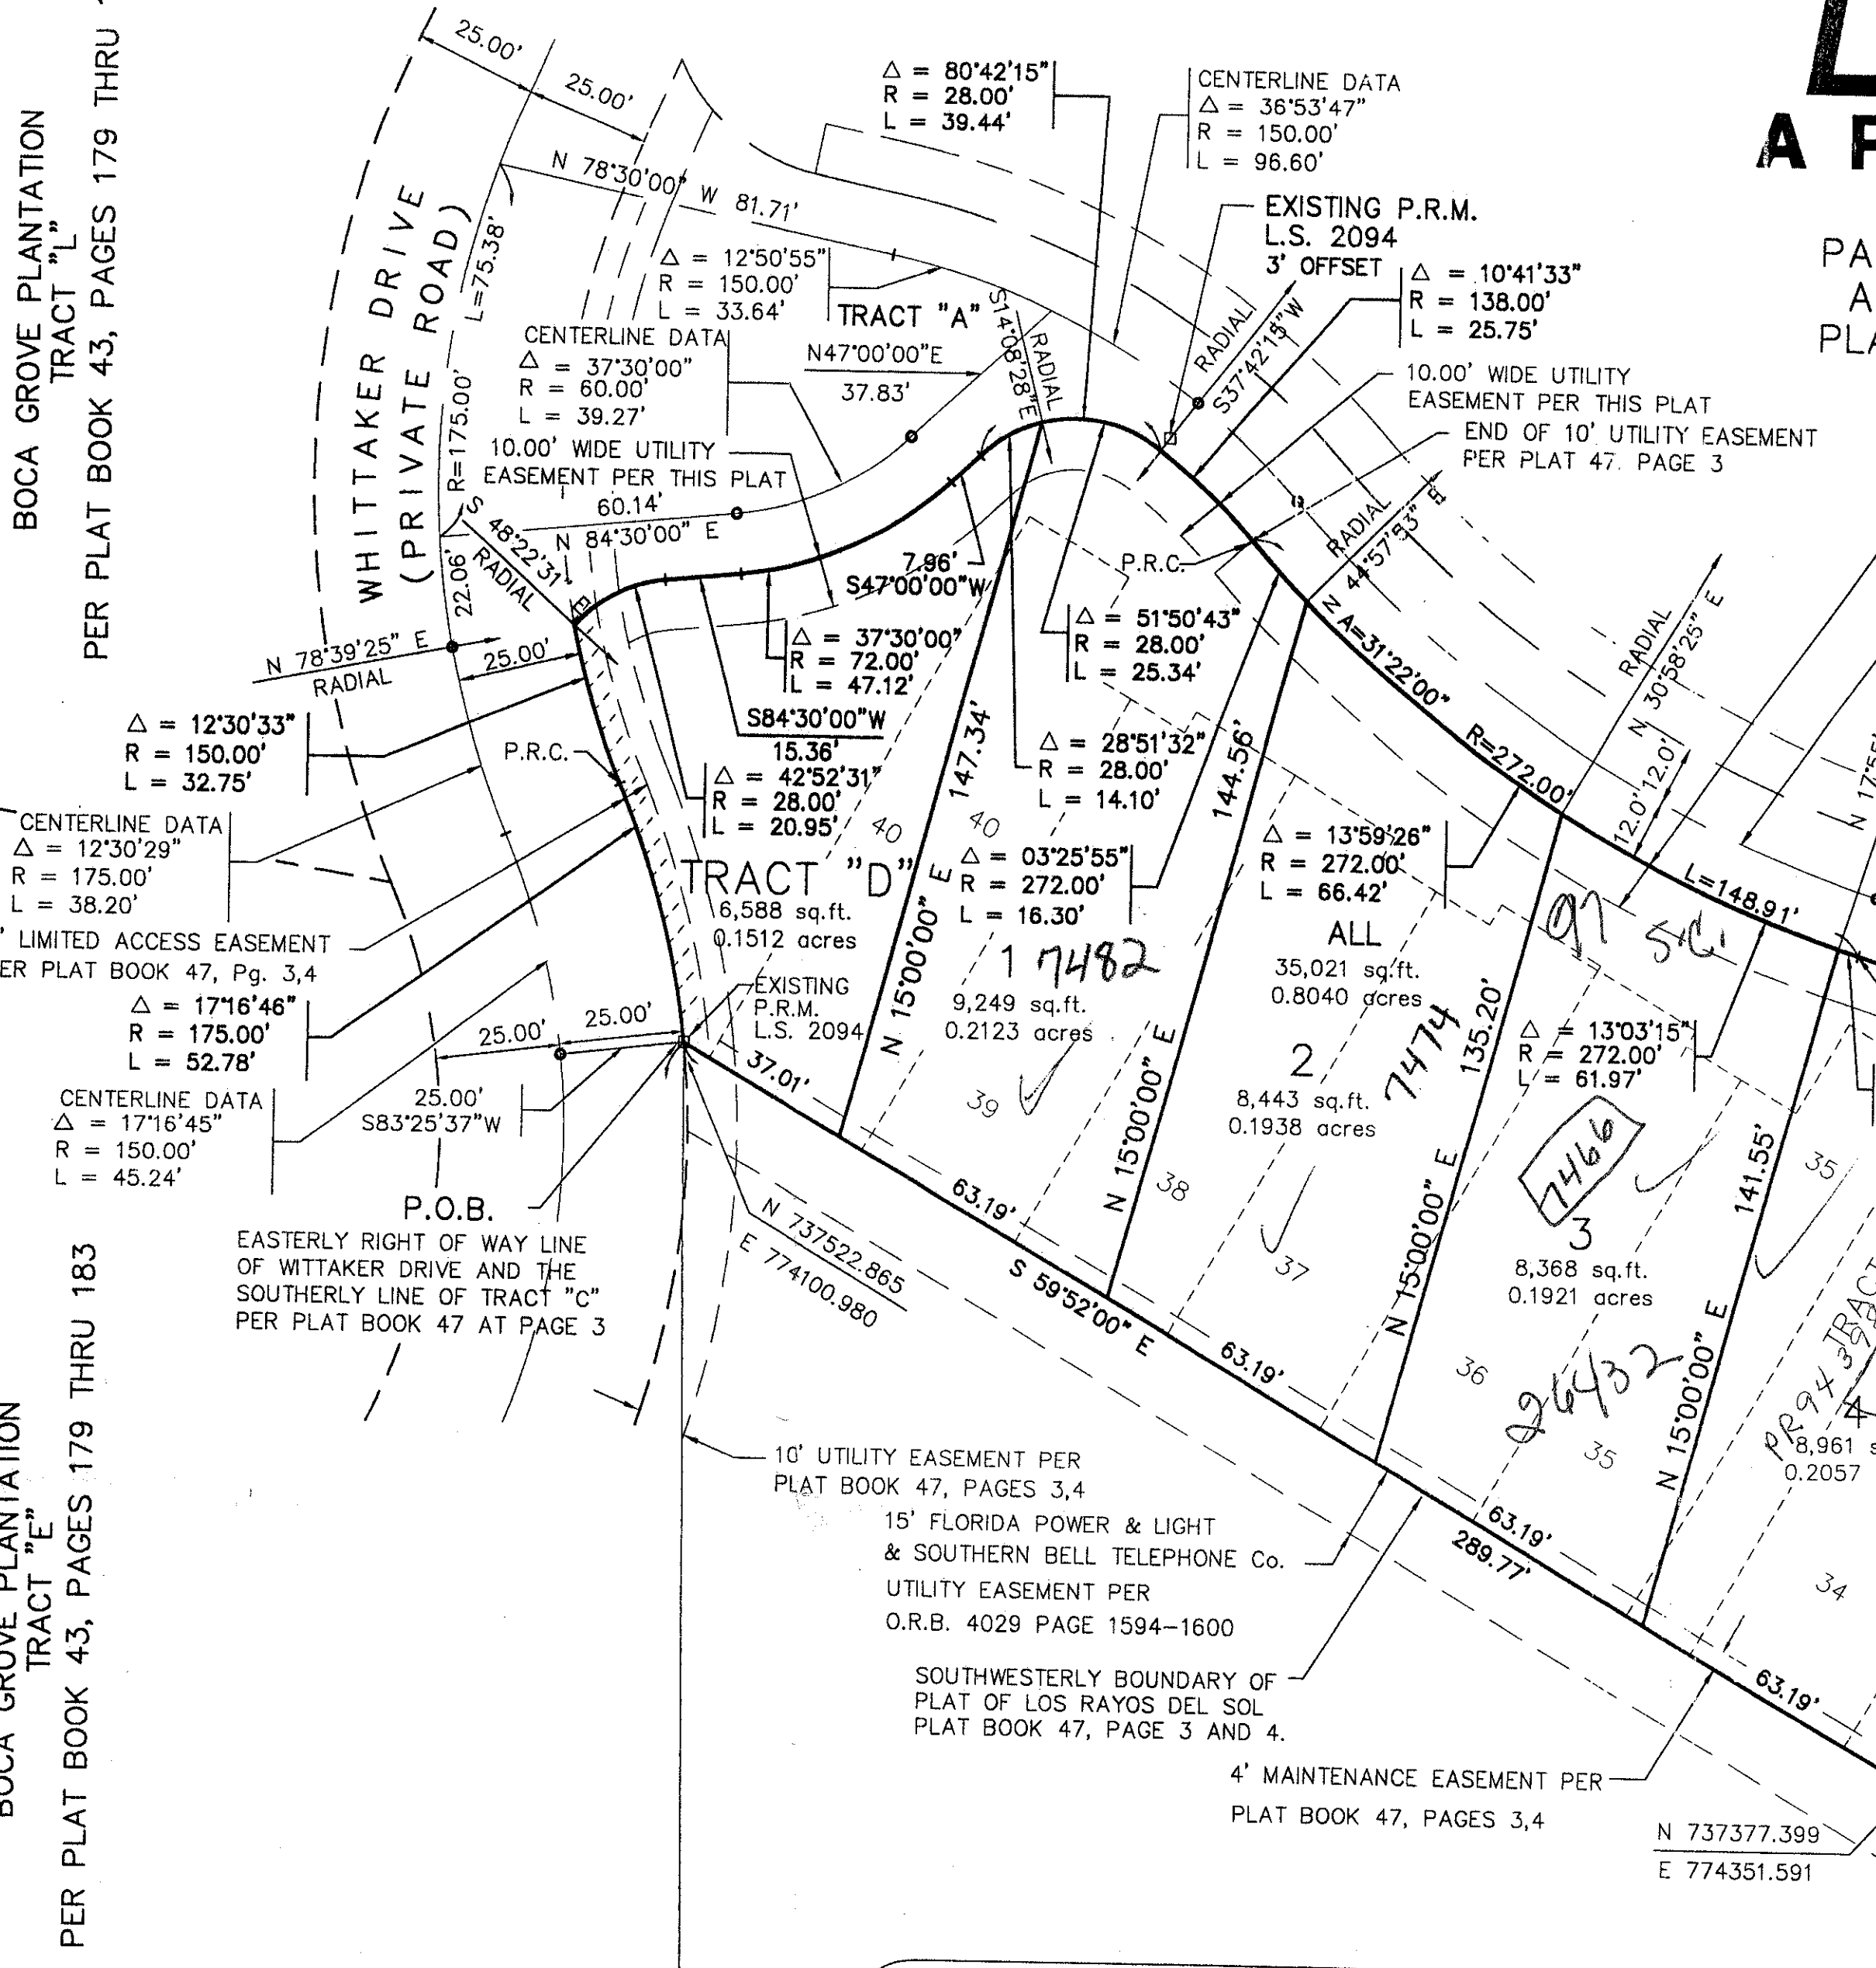 BOCA GROVE PLANTATION
TRACT "L"
PER PLAT BOOK 43, PAGES 179 THRU
25.00'
25.00'
N 78°30'00" W 81.71'
WHITTAKER DRIVE
(PRIVATE ROAD)
L=75.38'
R=175.00'
22.06'
Δ = 80°42'15"
R = 28.00'
L = 39.44'
CENTERLINE DATA
Δ = 36°53'47"
R = 150.00'
L = 96.60'
A
PA
A
PLA
EXISTING P.R.M.
L.S. 2094
3' OFFSET
Δ = 12°50'55"
R = 150.00'
L = 33.64'
TRACT "A"
S14°08'28"E
RADIAL
RADIAL
S37°42'15"W
Δ = 10°41'33"
R = 138.00'
L = 25.75'
CENTERLINE DATA
Δ = 37°30'00"
R = 60.00'
L = 39.27'
N47°00'00"E
37.83'
10.00' WIDE UTILITY
EASEMENT PER THIS PLAT
END OF 10' UTILITY EASEMENT
PER PLAT 47. PAGE 3
10.00' WIDE UTILITY
EASEMENT PER THIS PLAT
60.14'
N 84°30'00" E
S 48°22'31" E
RADIAL
7.96'
S47°00'00"W
P.R.C.
RADIAL
N 44°57'53" E
N 78°39'25" E
RADIAL
25.00'
Δ = 37°30'00"
R = 72.00'
L = 47.12'
Δ = 51°50'43"
R = 28.00'
L = 25.34'
A=31°22'00"
R=272.00'
L=148.91'
RADIAL
N 30°58'25" E
12.0'
12.0'
N 17°55'
Δ = 12°30'33"
R = 150.00'
L = 32.75'
P.R.C.
S84°30'00"W
15.36'
Δ = 42°52'31"
R = 28.00'
L = 20.95'
147.34'
Δ = 28°51'32"
R = 28.00'
L = 14.10'
144.56'
CENTERLINE DATA
Δ = 12°30'29"
R = 175.00'
L = 38.20'
' LIMITED ACCESS EASEMENT
ER PLAT BOOK 47, Pg. 3,4
40
40
TRACT "D"
6,588 sq.ft.
0.1512 acres
Δ = 03°25'55"
R = 272.00'
L = 16.30'
Δ = 13°59'26"
R = 272.00'
L = 66.42'
ALL
35,021 sq.ft.
0.8040 acres
97
N 15°00'00" E
1 7482
9,249 sq.ft.
0.2123 acres
Δ = 17°16'46"
R = 175.00'
L = 52.78'
25.00'
25.00'
EXISTING
P.R.M.
L.S. 2094
37.01'
2
8,443 sq.ft.
0.1938 acres
7474
135.20'
Δ = 13°03'15"
R = 272.00'
L = 61.97'
CENTERLINE DATA
Δ = 17°16'45"
R = 150.00'
L = 45.24'
25.00'
S83°25'37"W
39
N 15°00'00" E
38
37
7466
3
8,368 sq.ft.
0.1921 acres
141.55'
35
P.O.B.
EASTERLY RIGHT OF WAY LINE
OF WITTAKER DRIVE AND THE
SOUTHERLY LINE OF TRACT "C"
PER PLAT BOOK 47 AT PAGE 3
N 737522.865
E 774100.980
63.19'
S 59°52'00" E
63.19'
N 15°00'00" E
36
26432
35
N 15°00'00" E
TRACT
4
8,961 s
0.2057
34
BOCA GROVE PLANTATION
TRACT "E"
PER PLAT BOOK 43, PAGES 179 THRU 183
10' UTILITY EASEMENT PER
PLAT BOOK 47, PAGES 3,4
15' FLORIDA POWER & LIGHT
& SOUTHERN BELL TELEPHONE Co.
UTILITY EASEMENT PER
O.R.B. 4029 PAGE 1594-1600
63.19'
289.77'
SOUTHWESTERLY BOUNDARY OF
PLAT OF LOS RAYOS DEL SOL
PLAT BOOK 47, PAGE 3 AND 4.
63.19'
4' MAINTENANCE EASEMENT PER
PLAT BOOK 47, PAGES 3,4
N 737377.399
E 774351.591